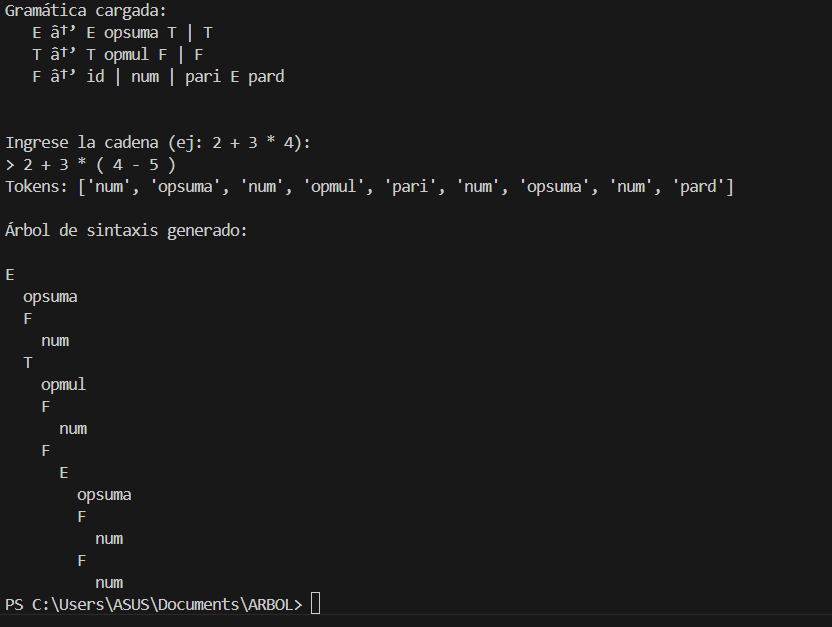 Gramática cargada:
E â†’ E opsuma T | T
T â†’ T opmul F | F
F â†’ id | num | pari E pard
Ingrese la cadena (ej: 2 + 3 * 4):
> 2 + 3 * ( 4 - 5 )
Tokens: ['num', 'opsuma', 'num', 'opmul', 'pari', 'num', 'opsuma', 'num', 'pard']
Árbol de sintaxis generado:
E
opsuma
F
num
T
opmul
F
num
F
E
opsuma
F
num
F
num
PS C:\Users\ASUS\Documents\ARBOL>